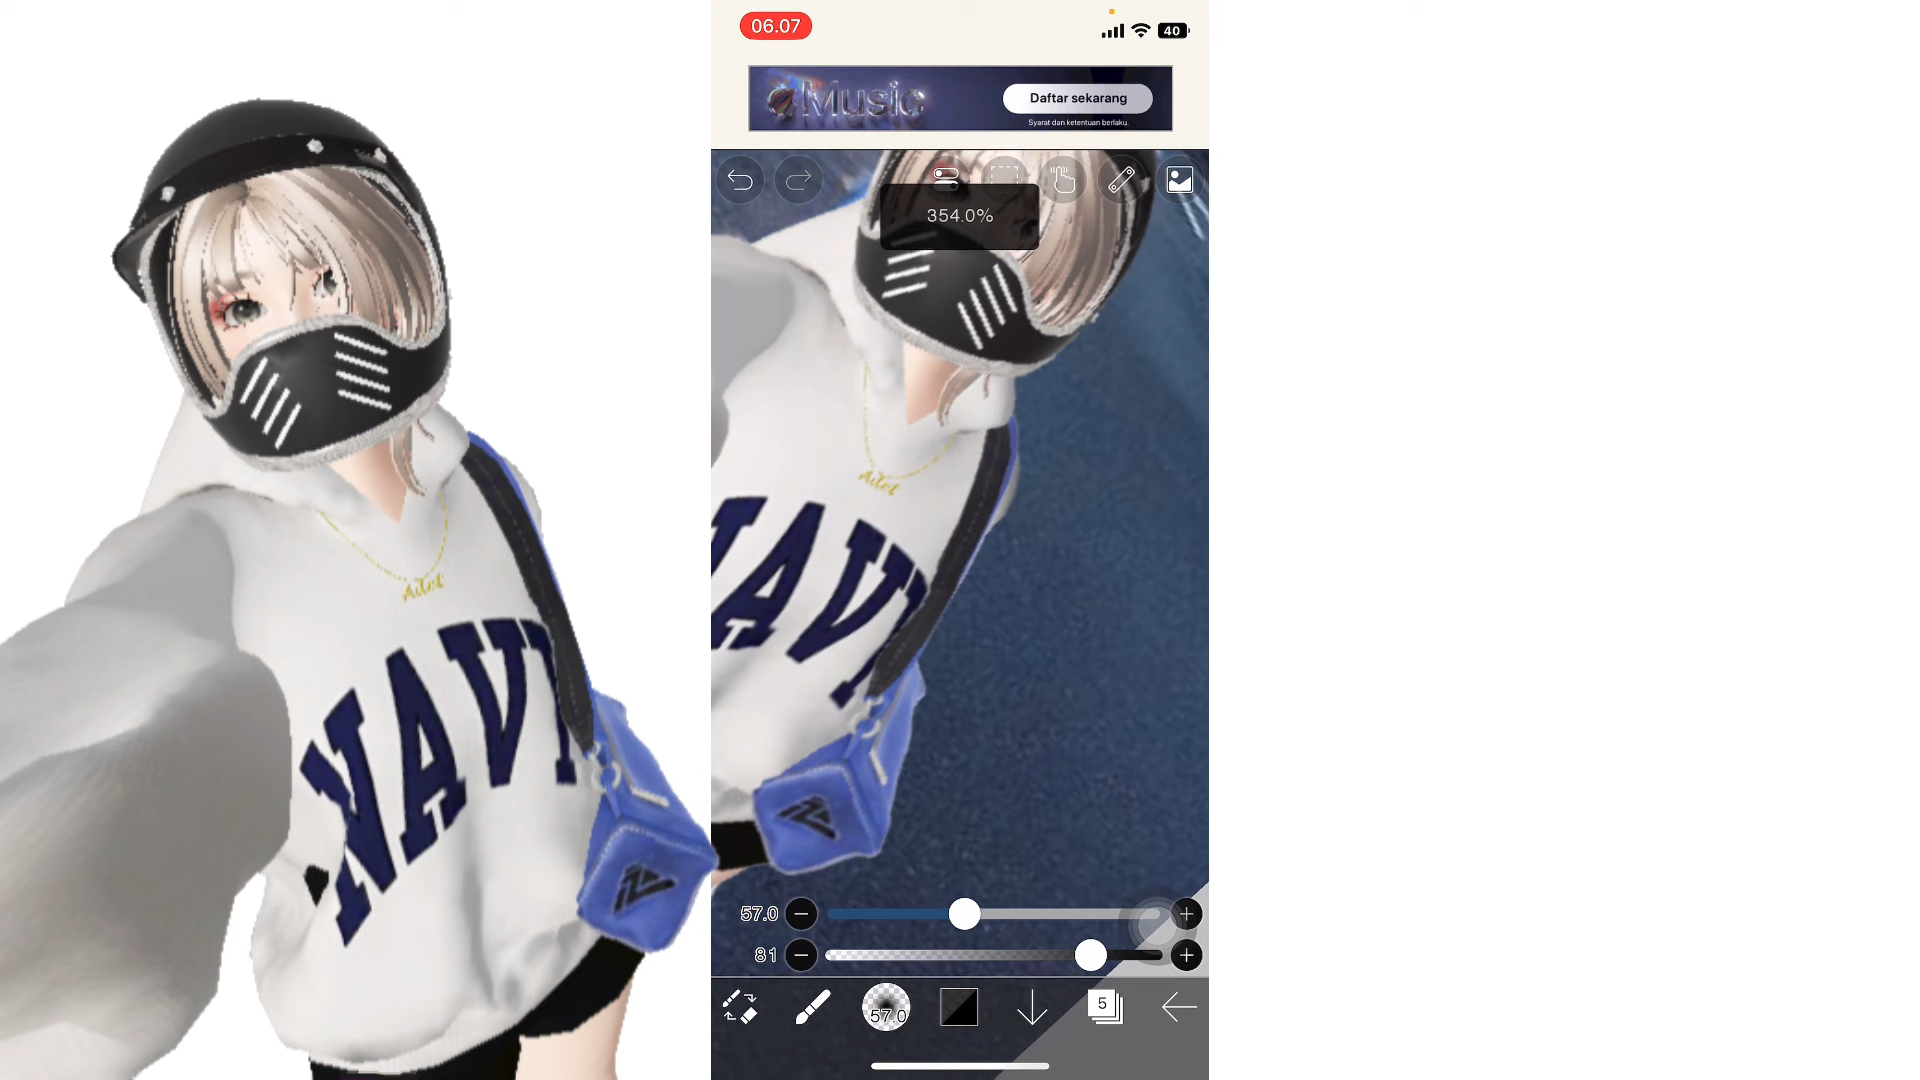 06.07
40
Music
Daftar sekarang
Syarat dan ketentuan berlaku.
354.0%
NAVY
NAVY
57.0
81
57.0
5